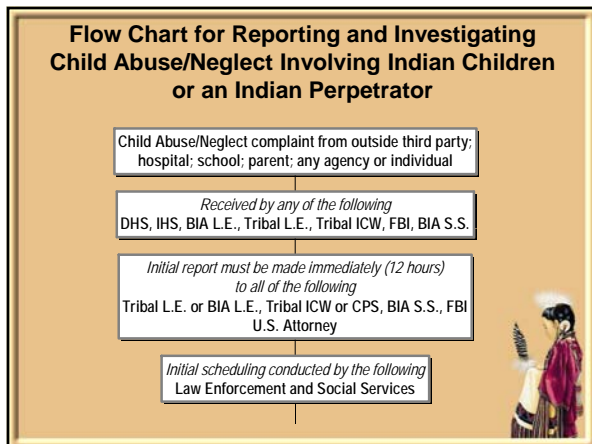 Flow Chart for Reporting and Investigating
Child Abuse/Neglect Involving Indian Children
or an Indian Perpetrator
Child Abuse/Neglect complaint from outside third party;
hospital; school; parent; any agency or individual
Received by any of the following
DHS, IHS, BIA L.E., Tribal L.E., Tribal ICW, FBI, BIA S.S.
Initial report must be made immediately (12 hours)
to all of the following
Tribal L.E. or BIA L.E., Tribal ICW or CPS, BIA S.S., FBI
U.S. Attorney
Initial scheduling conducted by the following
Law Enforcement and Social Services